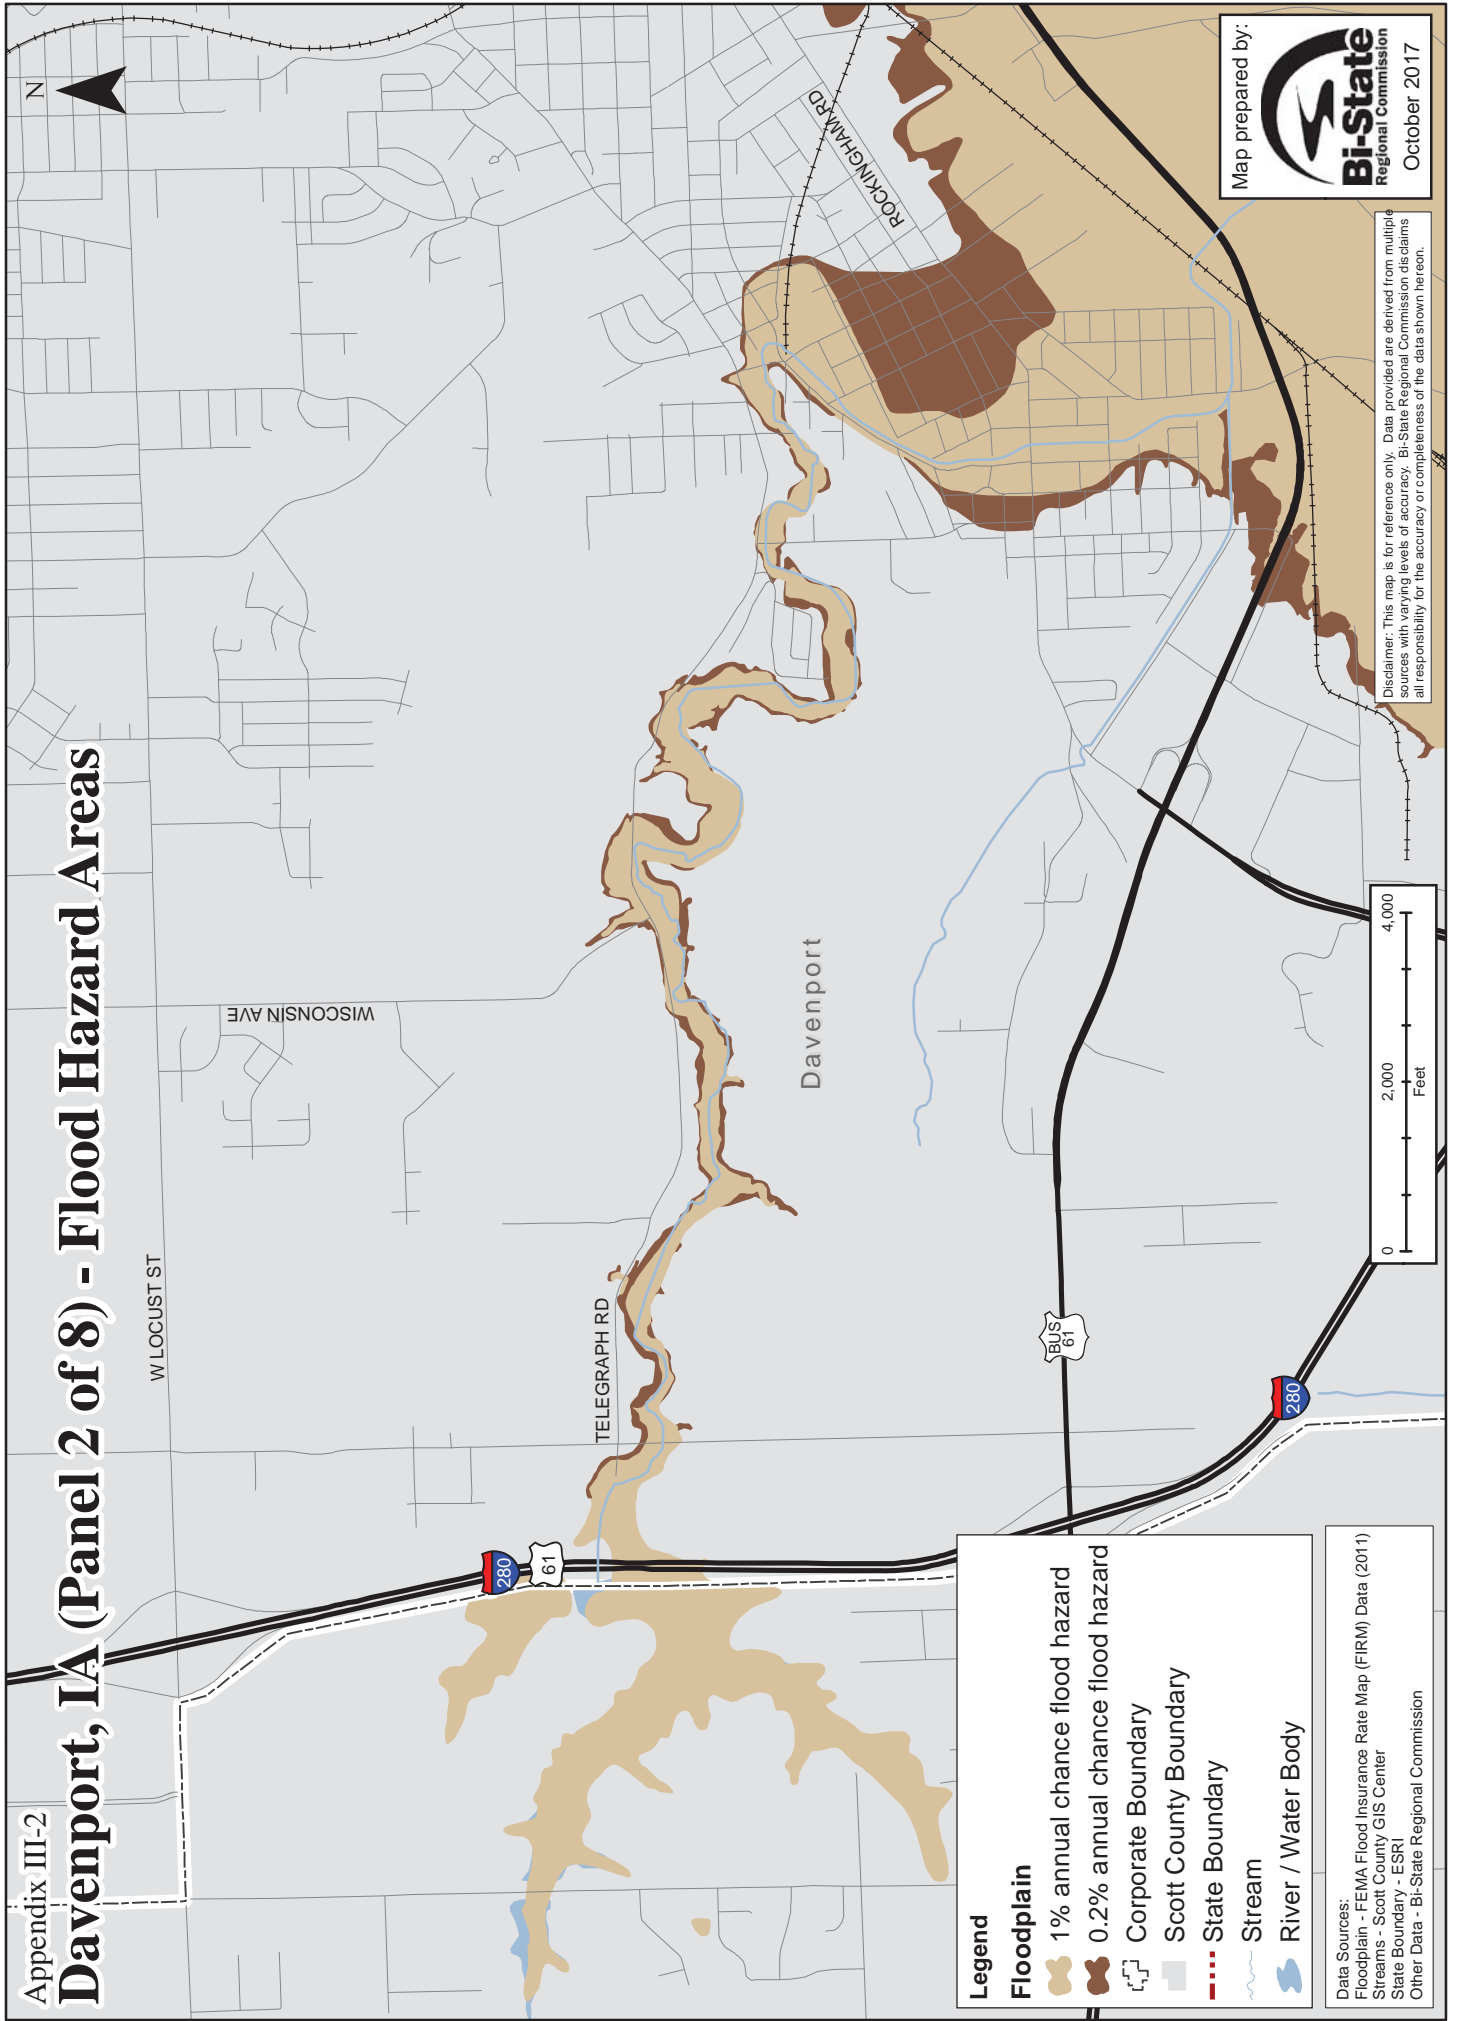 Appendix III-2
Davenport, IA (Panel 2 of 8) - Flood Hazard Areas
N
W LOCUST ST
WISCONSIN AVE
TELEGRAPH RD
ROCKINGHAM RD
Davenport
280
61
BUS
61
280
Legend
Floodplain
1% annual chance flood hazard
0.2% annual chance flood hazard
Corporate Boundary
Scott County Boundary
State Boundary
Stream
River / Water Body
Data Sources:
Floodplain - FEMA Flood Insurance Rate Map (FIRM) Data (2011)
Streams - Scott County GIS Center
State Boundary - ESRI
Other Data - Bi-State Regional Commission
0 2,000 4,000
Feet
Disclaimer: This map is for reference only. Data provided are derived from multiple
sources with varying levels of accuracy. Bi-State Regional Commission disclaims
all responsibility for the accuracy or completeness of the data shown hereon.
Map prepared by:
Bi-State
Regional Commission
October 2017